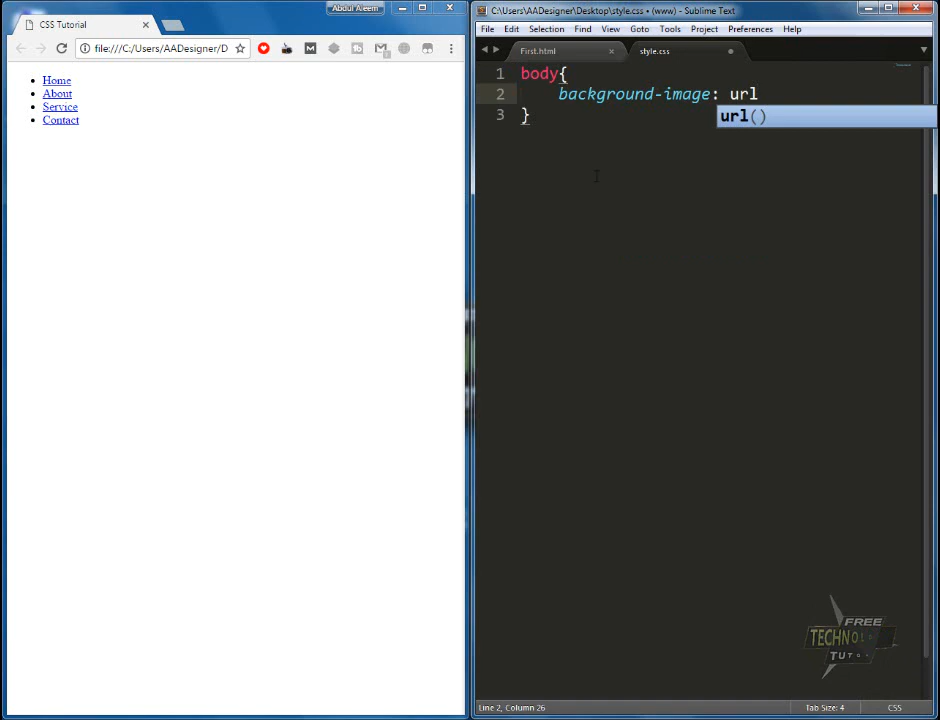 Abdul Aleem
CSS Tutorial
file:///C:/Users/AADesigner/D
Home
About
Service
Contact
C:\Users\AADesigner\Desktop\style.css • (www) - Sublime Text
File Edit Selection Find View Goto Tools Project Preferences Help
First.html style.css
1 body{
2 background-image: url
url()
3 }
FREE
Line 2, Column 26 Tab Size: 4 CSS